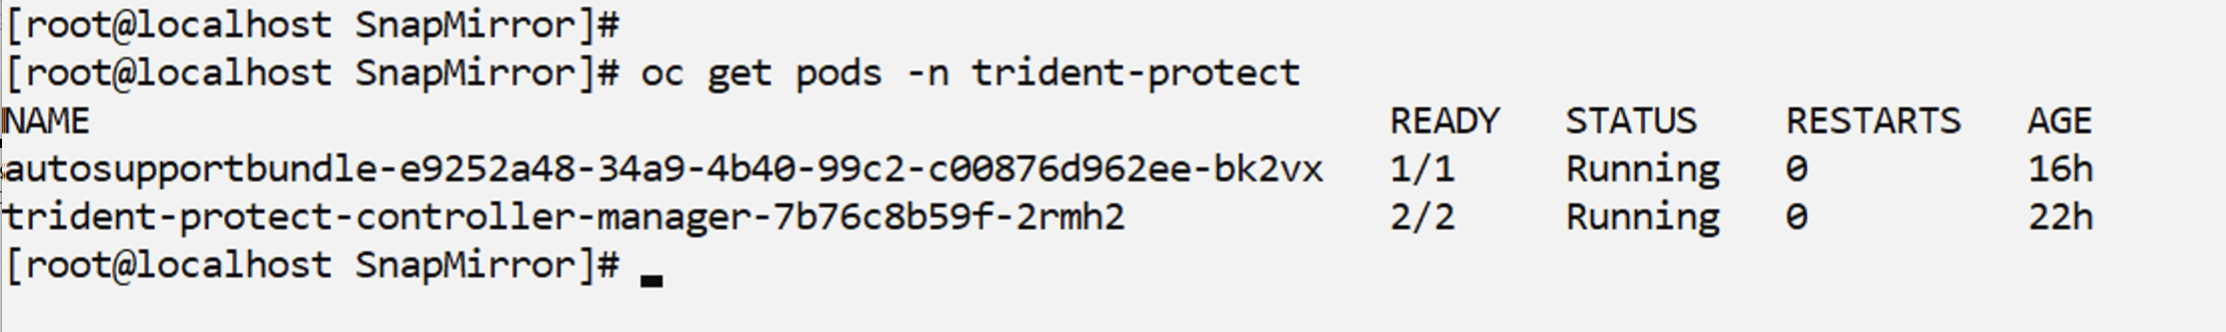 [root@localhost SnapMirror]#
[root@localhost SnapMirror]# oc get pods -n trident-protect
NAME READY STATUS RESTARTS AGE
autosupportbundle-e9252a48-34a9-4b40-99c2-c00876d962ee-bk2vx 1/1 Running 0 16h
trident-protect-controller-manager-7b76c8b59f-2rmh2 2/2 Running 0 22h
[root@localhost SnapMirror]#